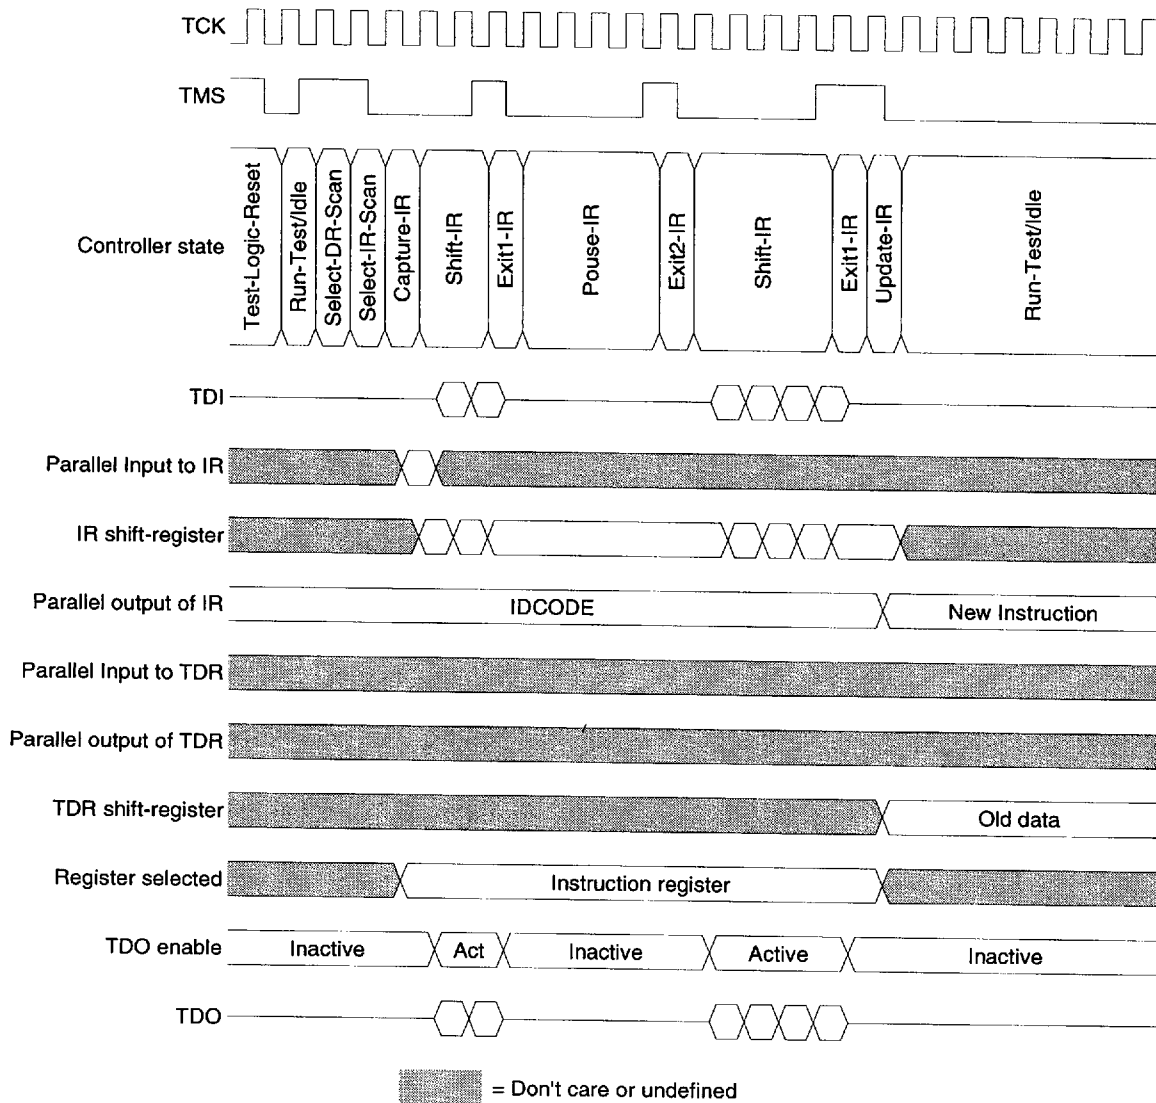 TCK
TMS
Controller state
Test-Logic-Reset
Run-Test/Idle
Select-DR-Scan
Select-IR-Scan
Capture-IR
Shift-IR
Exit1-IR
Pouse-IR
Exit2-IR
Shift-IR
Exit1-IR
Update-IR
Run-Test/Idle
TDI
Parallel Input to IR
IR shift-register
Parallel output of IR
IDCODE
New Instruction
Parallel Input to TDR
Parallel output of TDR
TDR shift-register
Old data
Register selected
Instruction register
TDO enable
Inactive
Act
Inactive
Active
Inactive
TDO
= Don't care or undefined